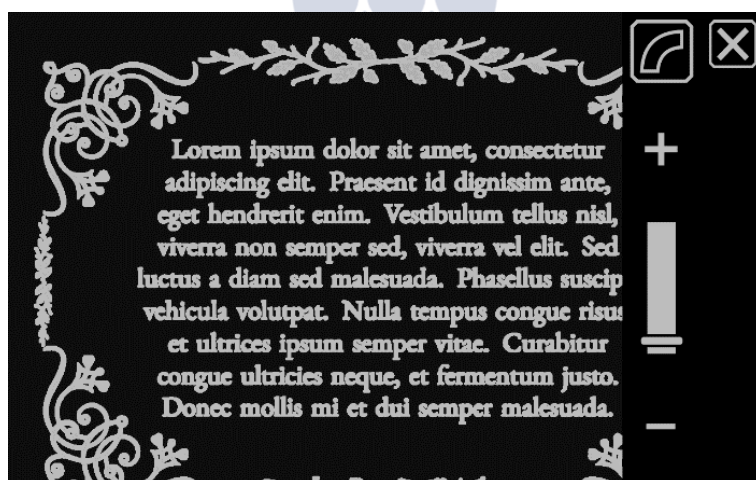 Lorem ipsum dolor sit amet, consectetur
adipiscing elit. Praesent id dignissim ante,
eget hendrerit enim. Vestibulum tellus nisl,
viverra non semper sed, viverra vel elit. Sed
luctus a diam sed malesuada. Phasellus suscip
vehicula volutpat. Nulla tempus congue risus
et ultrices ipsum semper vitae. Curabitur
congue ultricies neque, et fermentum justo.
Donec mollis mi et dui semper malesuada.